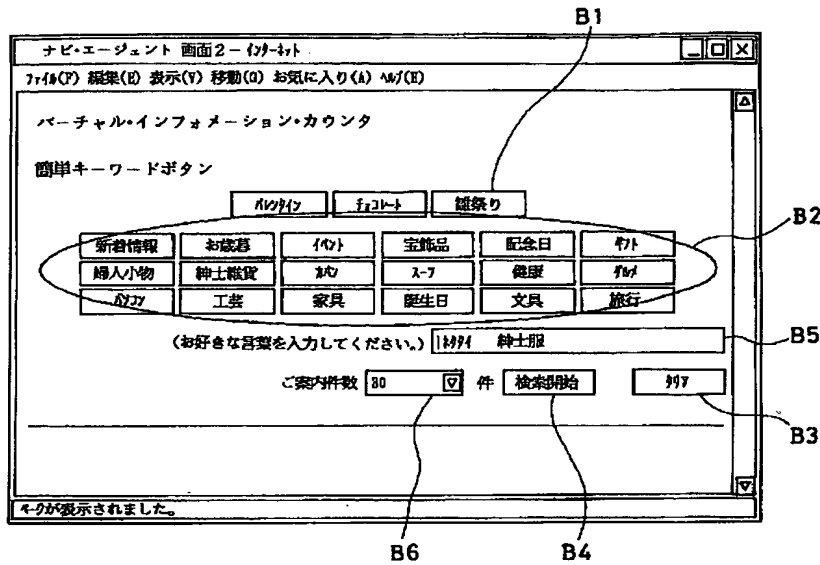 B1
ナビ・エージェント 画面2－インターネット
ファイル(F) 編集(E) 表示(V) 移動(G) お気に入り(A) ヘルプ(H)
バーチャル・インフォメーション・カウンタ
簡単キーワードボタン
バレンタイン チョコレート 雛祭り
B2
新着情報 お歳暮 イベント 宝飾品 記念日 ギフト
婦人小物 紳士雑貨 カバン スーツ 健康 グルメ
パソコン 工芸 家具 誕生日 文具 旅行
(お好きな言葉を入力してください。) ネクタイ 紳士服
B5
ご案内件数 30 件 検索開始 クリア
B3
ページが表示されました。
B6 B4